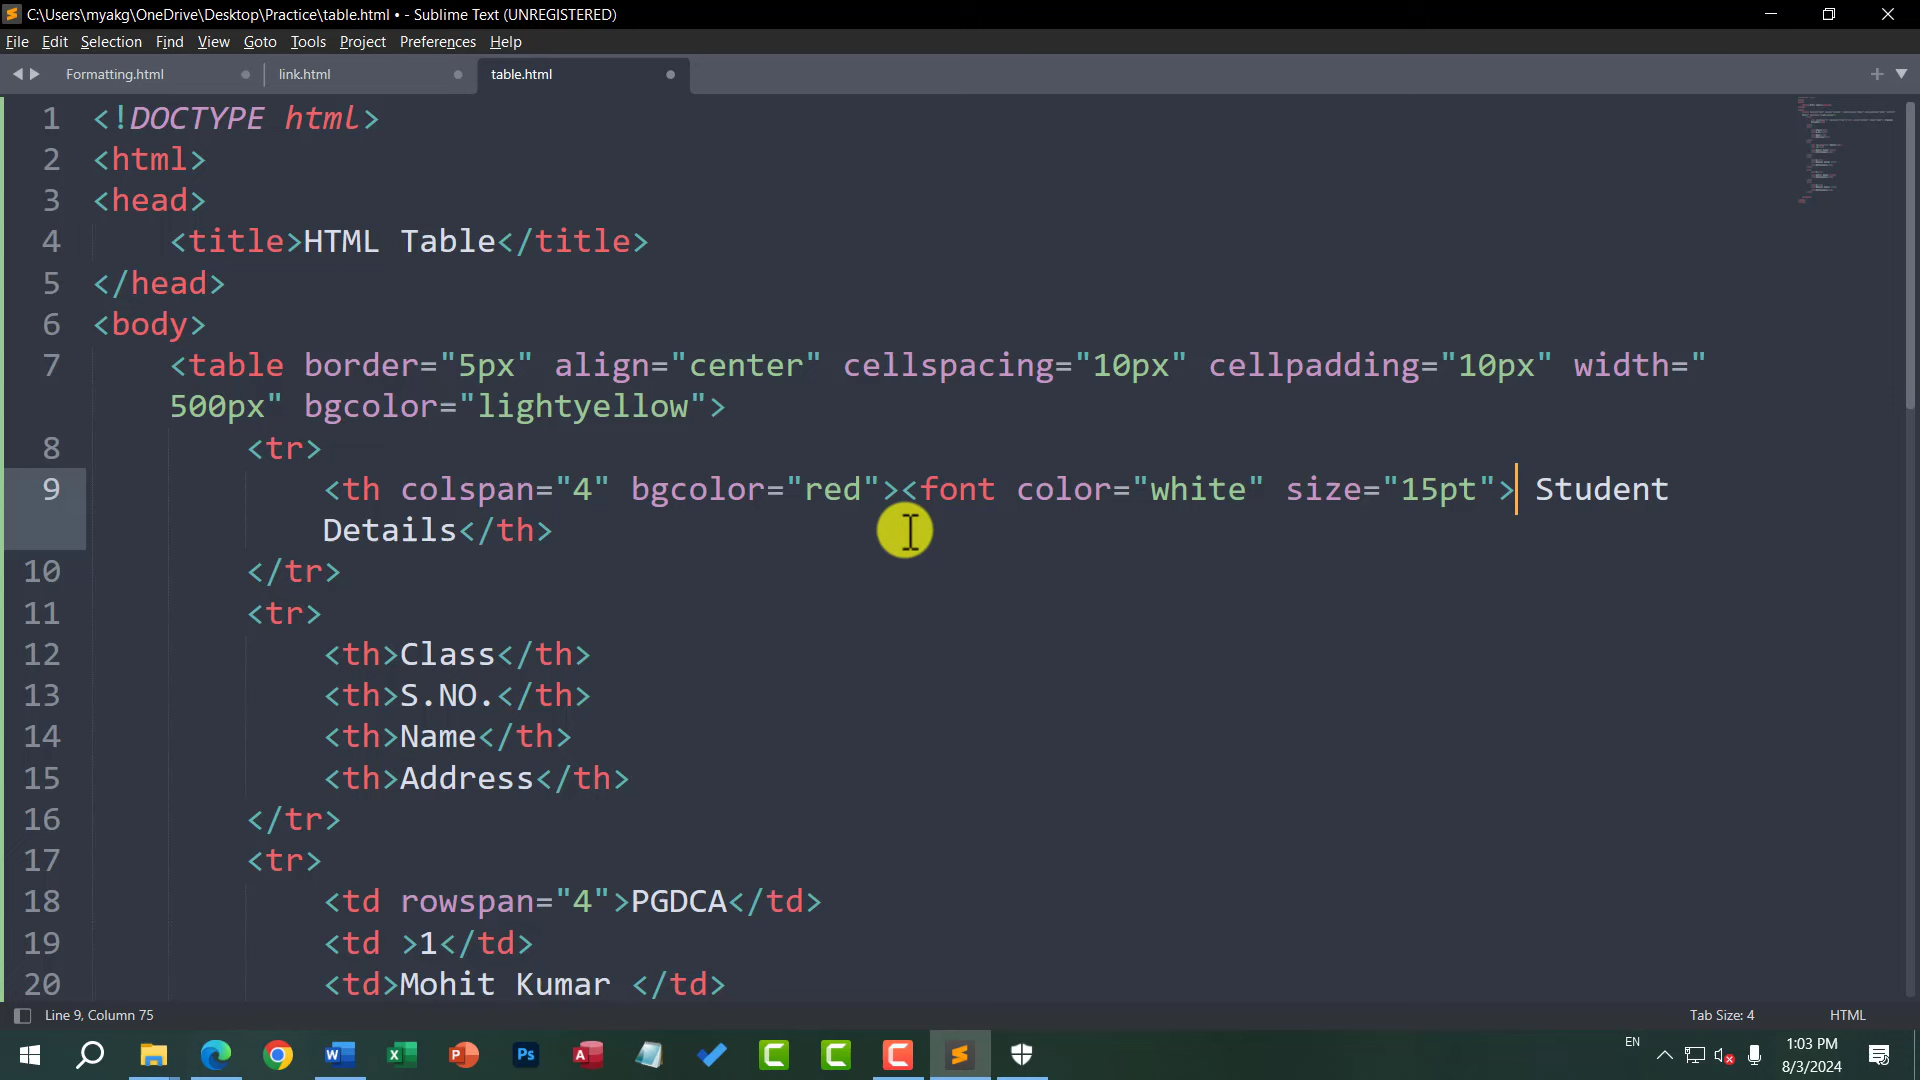 C:\Users\myakg\OneDrive\Desktop\Practice\table.html • - Sublime Text (UNREGISTERED)
File Edit Selection Find View Goto Tools Project Preferences Help
Formatting.html link.html table.html
1 <!DOCTYPE html>
2 <html>
3 <head>
4 <title>HTML Table</title>
5 </head>
6 <body>
7 <table border="5px" align="center" cellspacing="10px" cellpadding="10px" width="
500px" bgcolor="lightyellow">
8 <tr>
9 <th colspan="4" bgcolor="red"><font color="white" size="15pt"> Student
Details</th>
10 </tr>
11 <tr>
12 <th>Class</th>
13 <th>S.NO.</th>
14 <th>Name</th>
15 <th>Address</th>
16 </tr>
17 <tr>
18 <td rowspan="4">PGDCA</td>
19 <td >1</td>
20 <td>Mohit Kumar </td>
Line 9, Column 75 Tab Size: 4 HTML
EN 1:03 PM
8/3/2024